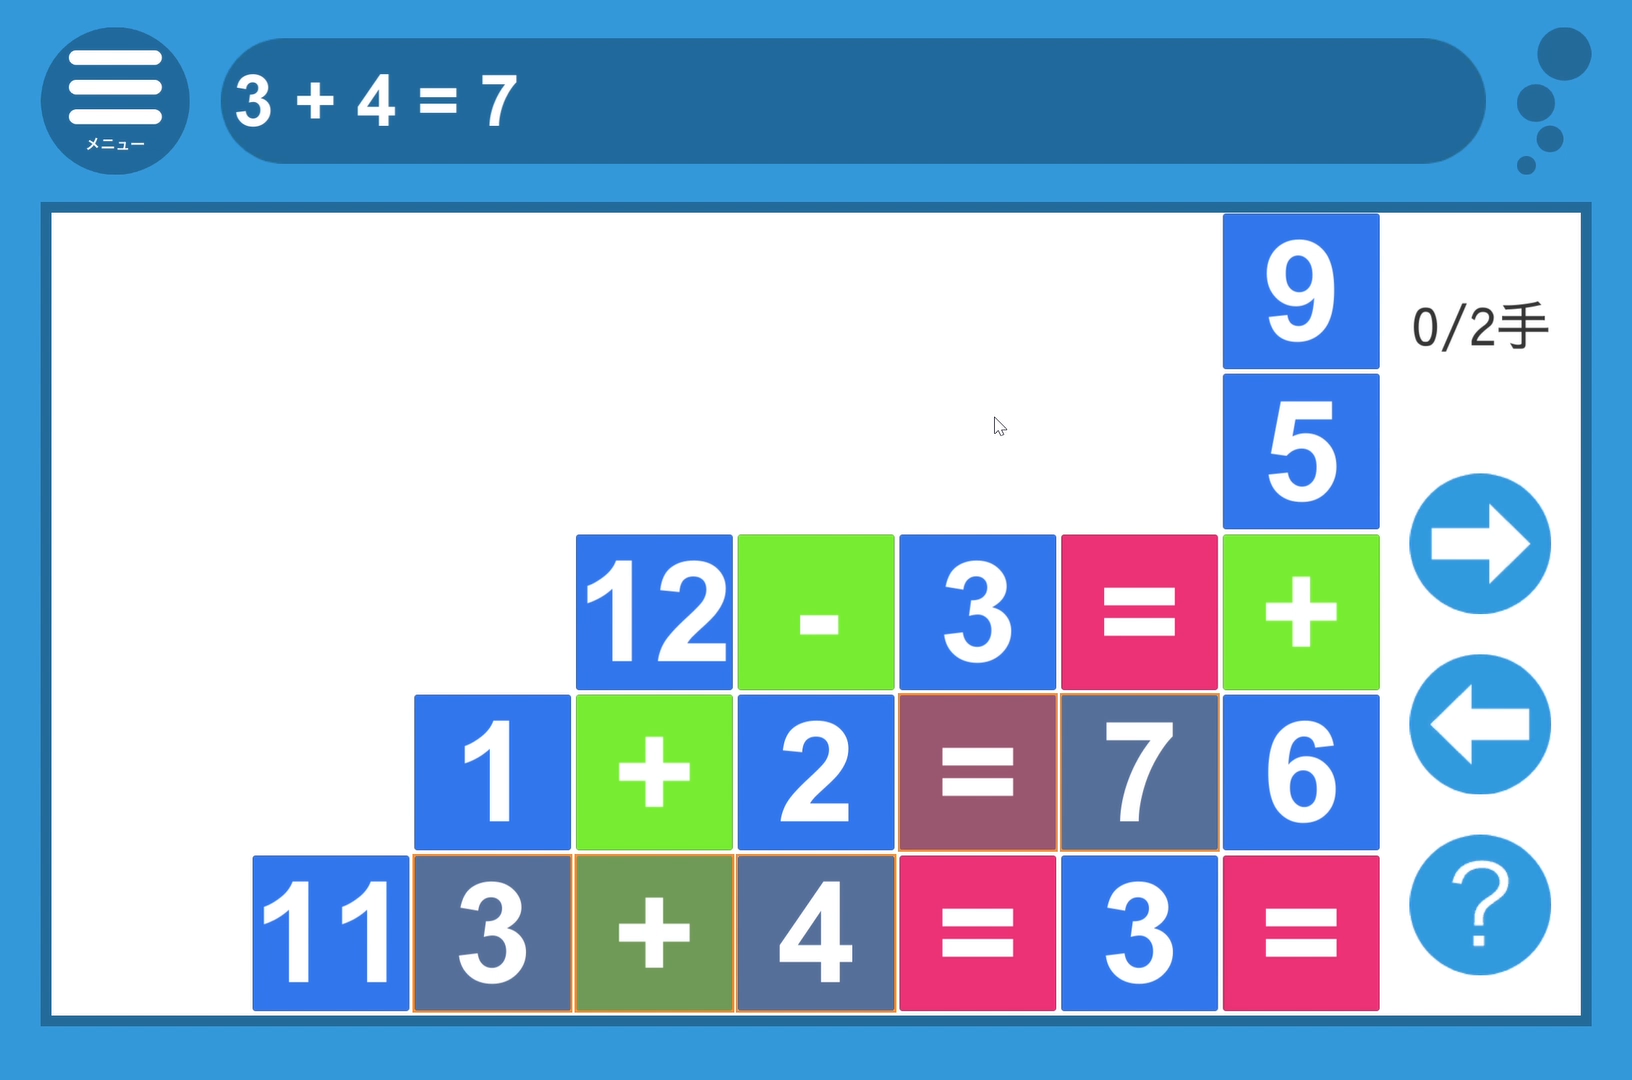 メニュー
3 + 4 = 7
9
0/2手
5
12 - 3 = +
1 + 2 = 7 6
11 3 + 4 = 3 =
?